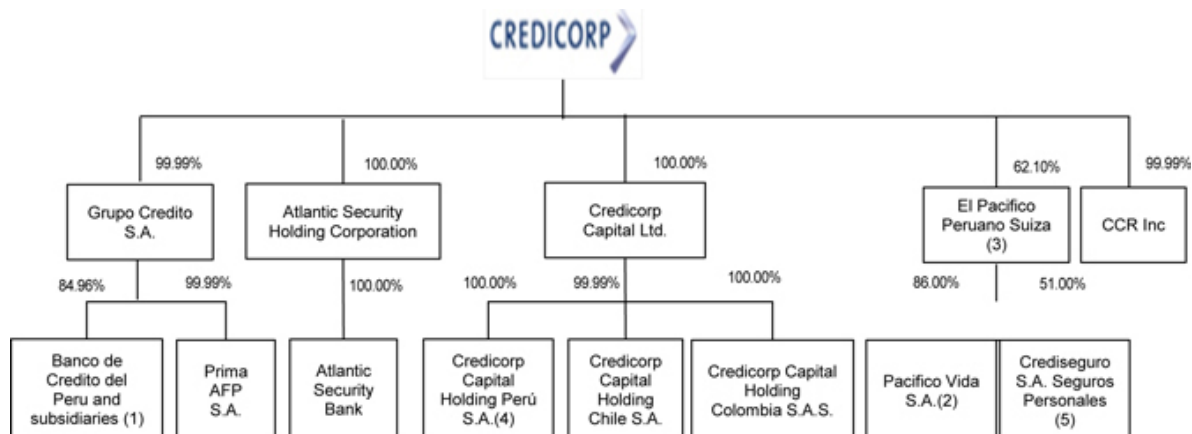 CREDICORP
99.99%
100.00%
100.00%
62.10%
99.99%
Grupo Credito
S.A.
Atlantic Security
Holding Corporation
Credicorp
Capital Ltd.
El Pacifico
Peruano Suiza
(3)
CCR Inc
84.96%
99.99%
100.00%
100.00%
99.99%
100.00%
86.00%
51.00%
Banco de
Credito del
Peru and
subsidiaries (1)
Prima
AFP
S.A.
Atlantic
Security
Bank
Credicorp
Capital
Holding Perú
S.A.(4)
Credicorp
Capital
Holding
Chile S.A.
Credicorp Capital
Holding
Colombia S.A.S.
Pacifico Vida
S.A.(2)
Crediseguro
S.A. Seguros
Personales
(5)